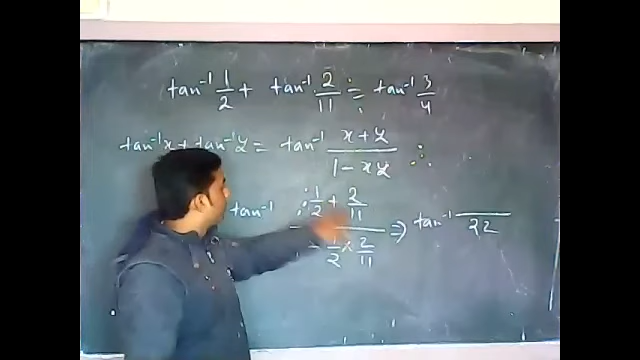 tan⁻¹ 1/2 + tan⁻¹ 2/11 = tan⁻¹ 3/4
tan⁻¹x + tan⁻¹y = tan⁻¹ (x + y)/(1 - xy) ∴
tan⁻¹ (1/2 + 2/11)/(- 1/2 × 2/11) ⇒ tan⁻¹ /22